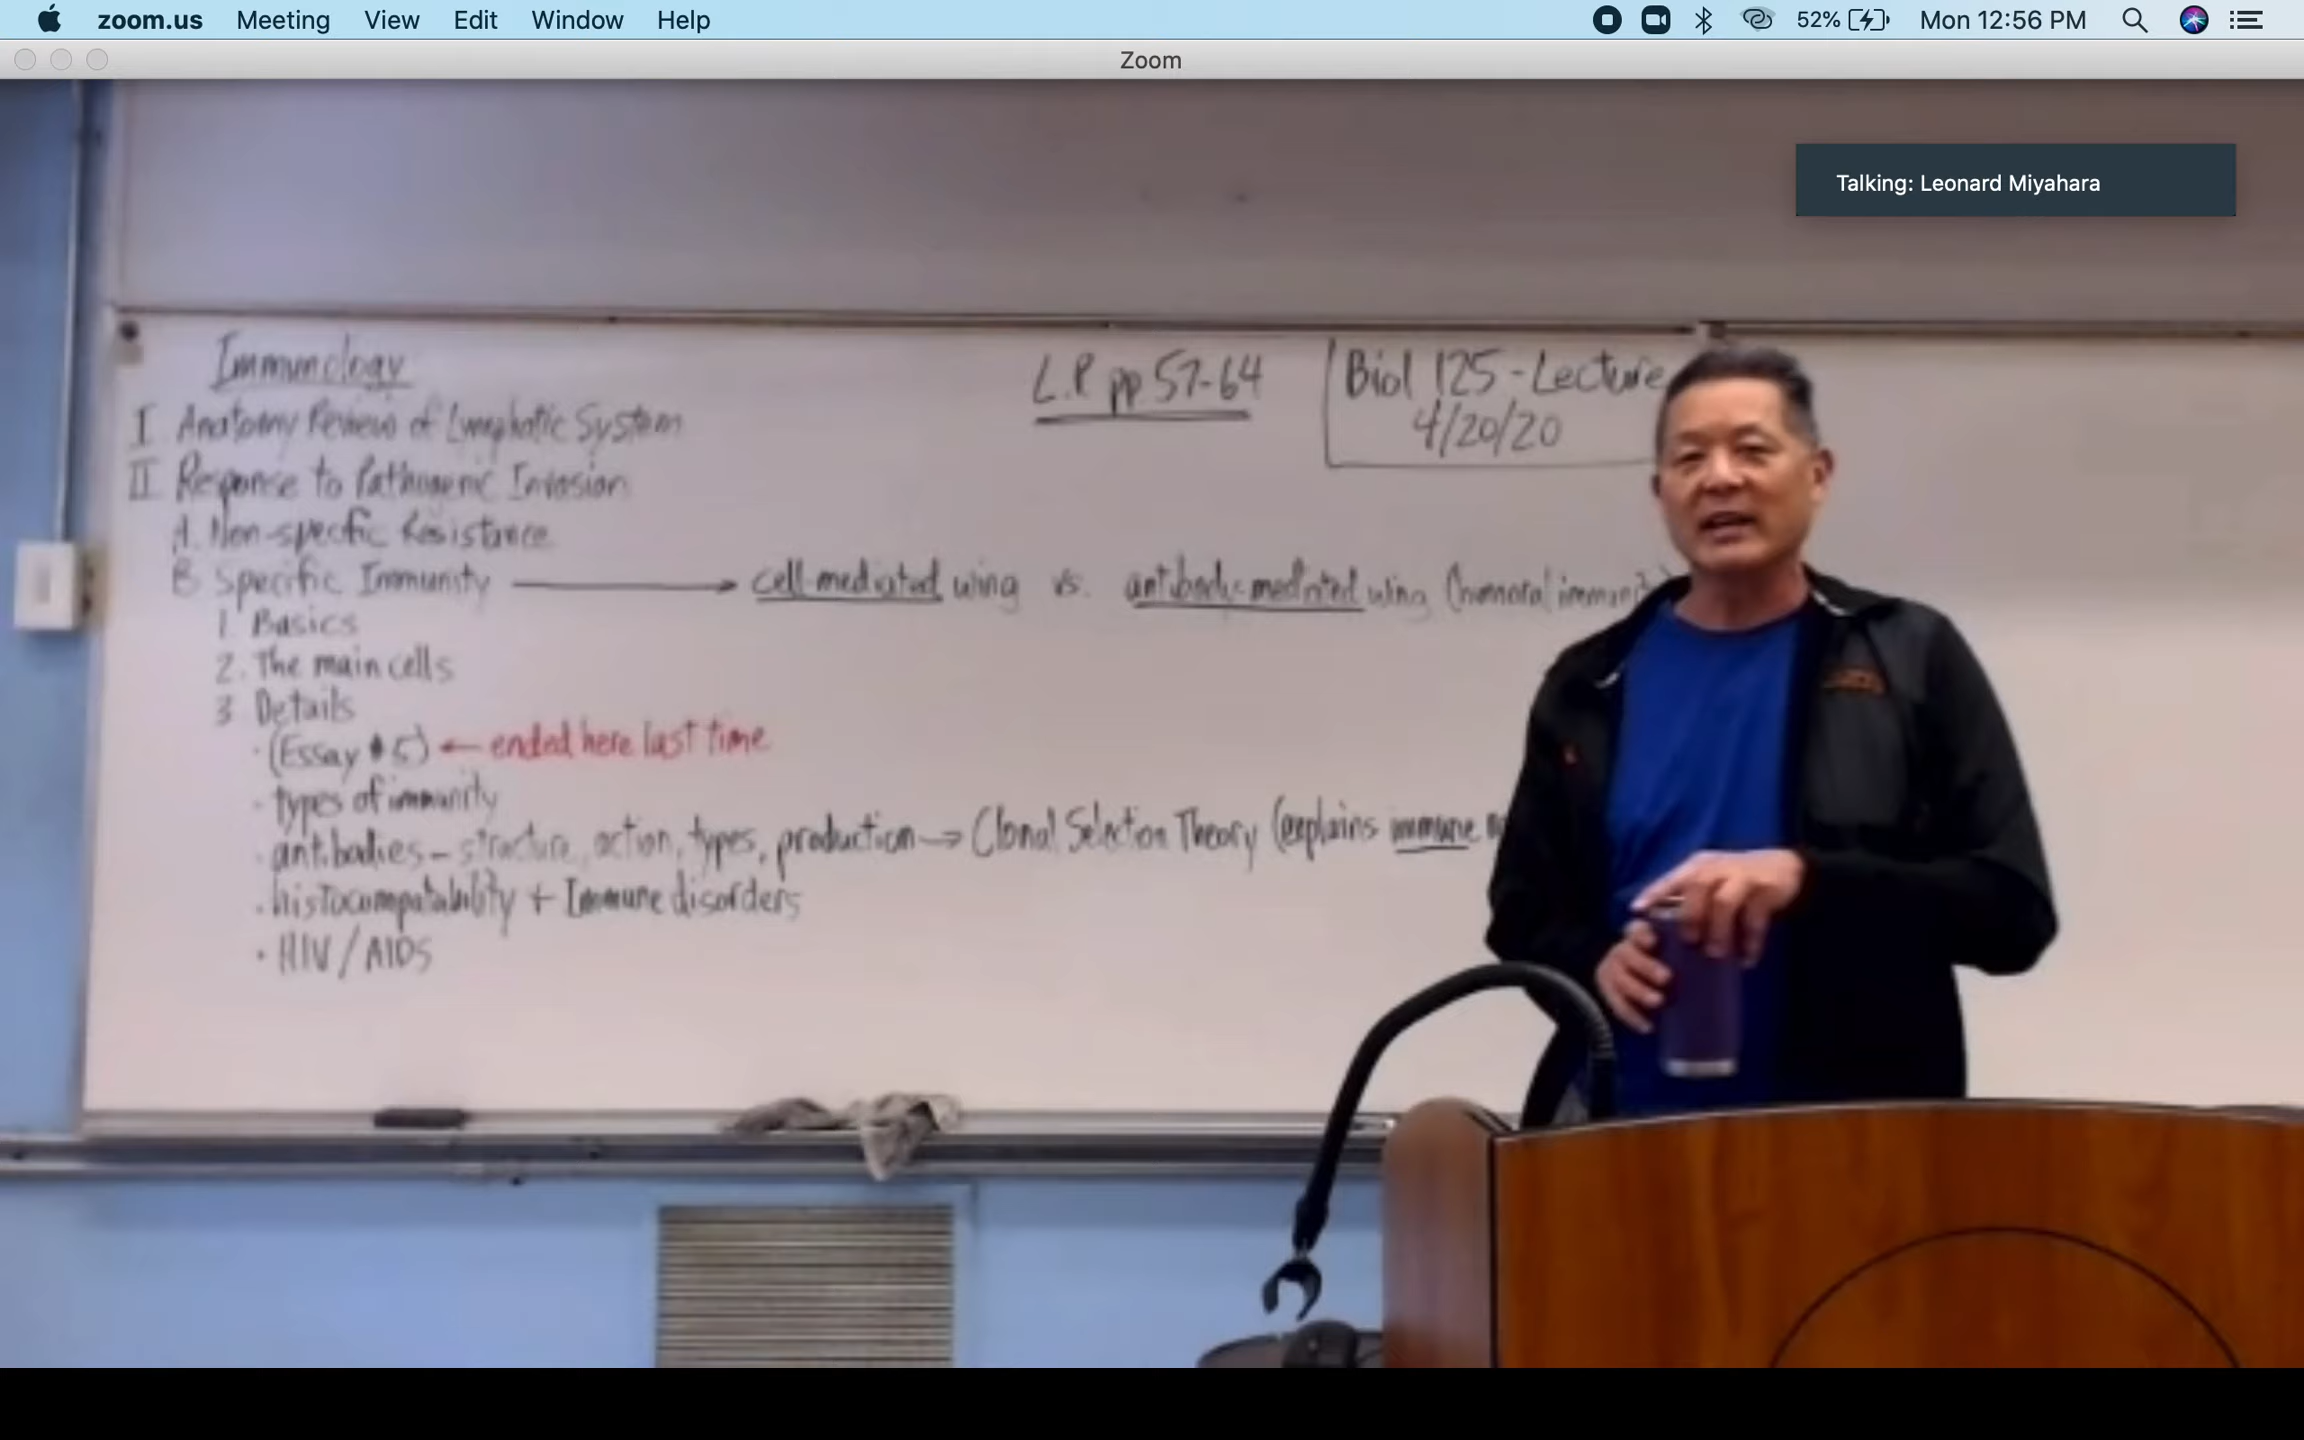 zoom.us Meeting View Edit Window Help 52% Mon 12:56 PM
Zoom
Talking: Leonard Miyahara
Immunology
L.P. pp 57-64
Biol 125 - Lecture
4/20/20
I Anatomy Review of Lymphatic System
II Response to Pathogenic Invasion
A. Non-specific Resistance
B Specific Immunity → cell-mediated wing vs. antibody-mediated wing (humoral
1. Basics
2. The main cells
3 Details
· (Essay #5) ← ended here last time
· types of immunity
· antibodies - structure, action, types, production → Clonal Selection Theory (explains immune
· histocompatability + Immune disorders
· HIV/AIDS